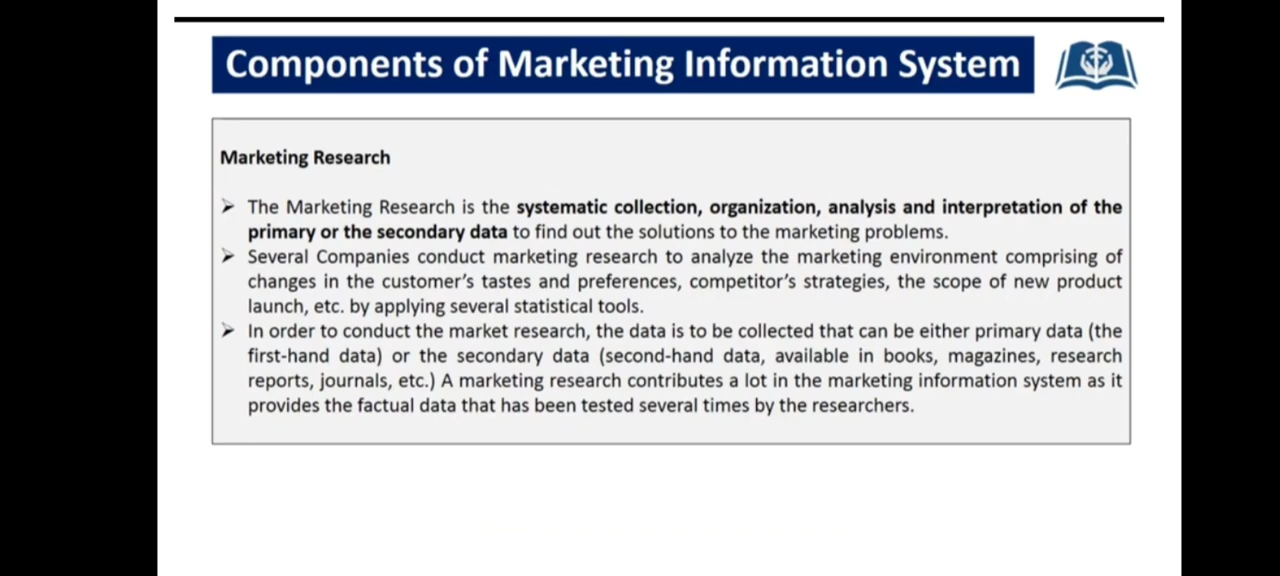 Components of Marketing Information System
Marketing Research
➢ The Marketing Research is the systematic collection, organization, analysis and interpretation of the
primary or the secondary data to find out the solutions to the marketing problems.
➢ Several Companies conduct marketing research to analyze the marketing environment comprising of
changes in the customer's tastes and preferences, competitor's strategies, the scope of new product
launch, etc. by applying several statistical tools.
➢ In order to conduct the market research, the data is to be collected that can be either primary data (the
first-hand data) or the secondary data (second-hand data, available in books, magazines, research
reports, journals, etc.) A marketing research contributes a lot in the marketing information system as it
provides the factual data that has been tested several times by the researchers.